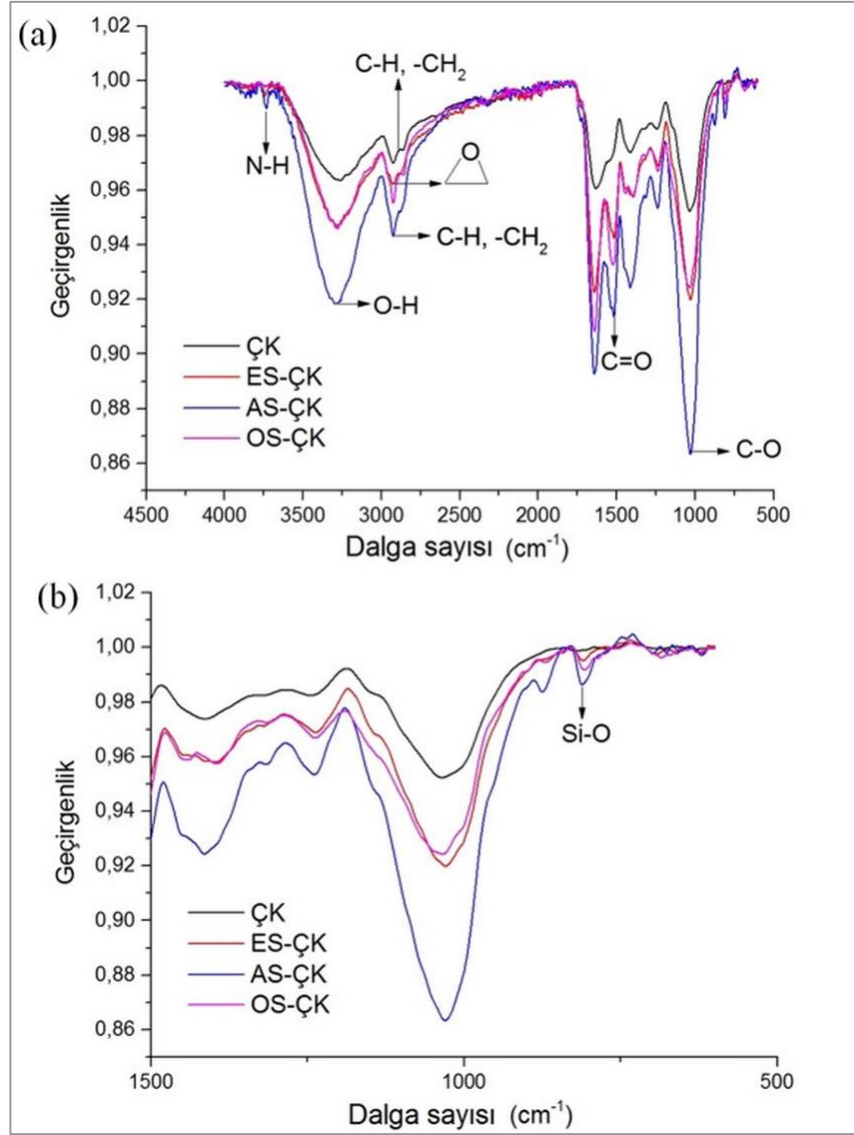 (a)
1,02
1,00
0,98
0,96
0,94
0,92
0,90
0,88
0,86
Geçirgenlik
C-H, -CH₂
N-H
O
C-H, -CH₂
O-H
C=O
C-O
ÇK
ES-ÇK
AS-ÇK
OS-ÇK
4500 4000 3500 3000 2500 2000 1500 1000 500
Dalga sayısı (cm⁻¹)
(b)
1,02
1,00
0,98
0,96
0,94
0,92
0,90
0,88
0,86
Geçirgenlik
Si-O
ÇK
ES-ÇK
AS-ÇK
OS-ÇK
1500 1000 500
Dalga sayısı (cm⁻¹)